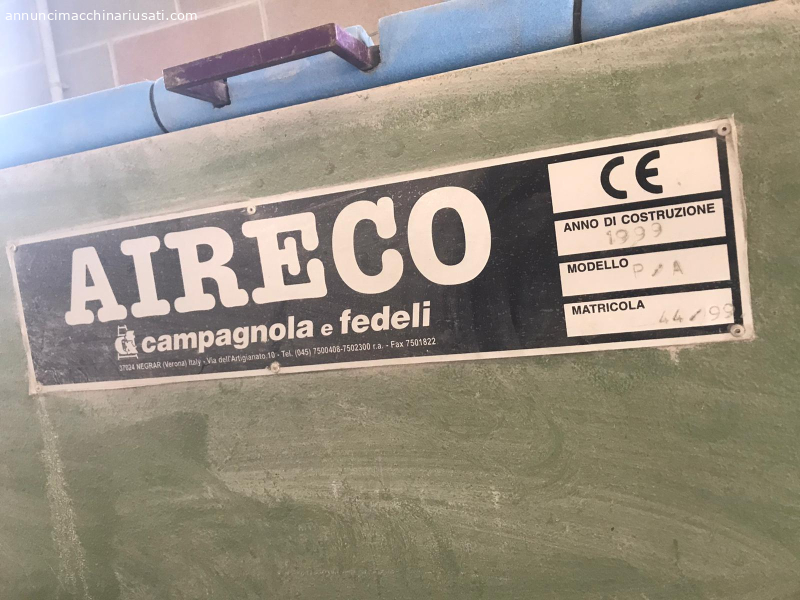 annuncimacchinariusati.com
AIRECO
campagnola e fedeli
37024 NEGRAR (Verona) Italy - Via dell'Artigianato, 10 - Tel. (045) 7500408-7502300 r.a. - Fax 7501822
CE
ANNO DI COSTRUZIONE
1999
MODELLO P/A
MATRICOLA 44/99